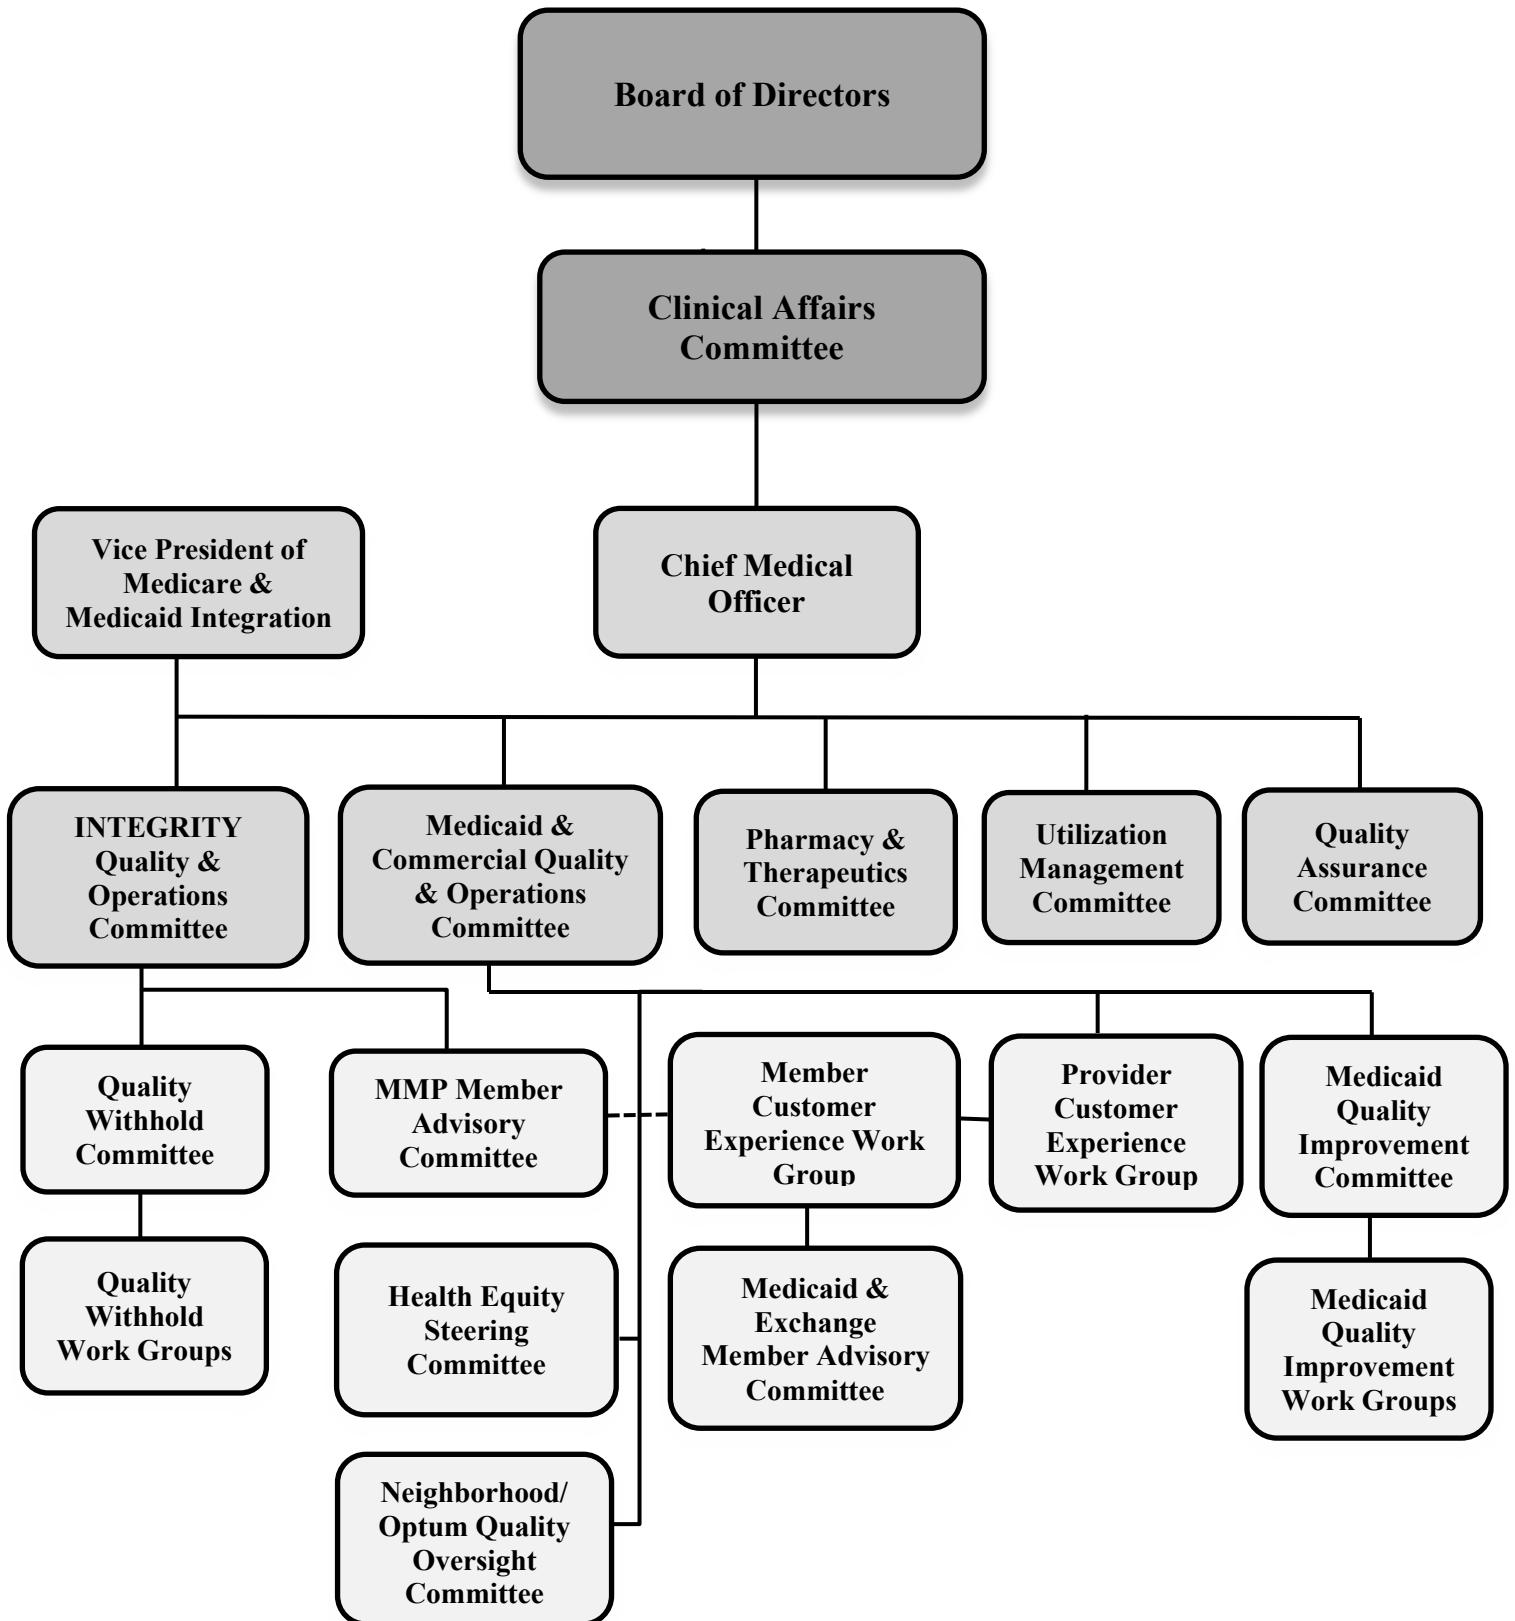 Board of Directors
Clinical Affairs
Committee
Vice President of
Medicare &
Medicaid Integration
Chief Medical
Officer
INTEGRITY
Quality &
Operations
Committee
Medicaid &
Commercial Quality
& Operations
Committee
Pharmacy &
Therapeutics
Committee
Utilization
Management
Committee
Quality
Assurance
Committee
Quality
Withhold
Committee
MMP Member
Advisory
Committee
Member
Customer
Experience Work
Group
Provider
Customer
Experience
Work Group
Medicaid
Quality
Improvement
Committee
Quality
Withhold
Work Groups
Health Equity
Steering
Committee
Medicaid &
Exchange
Member Advisory
Committee
Medicaid
Quality
Improvement
Work Groups
Neighborhood/
Optum Quality
Oversight
Committee